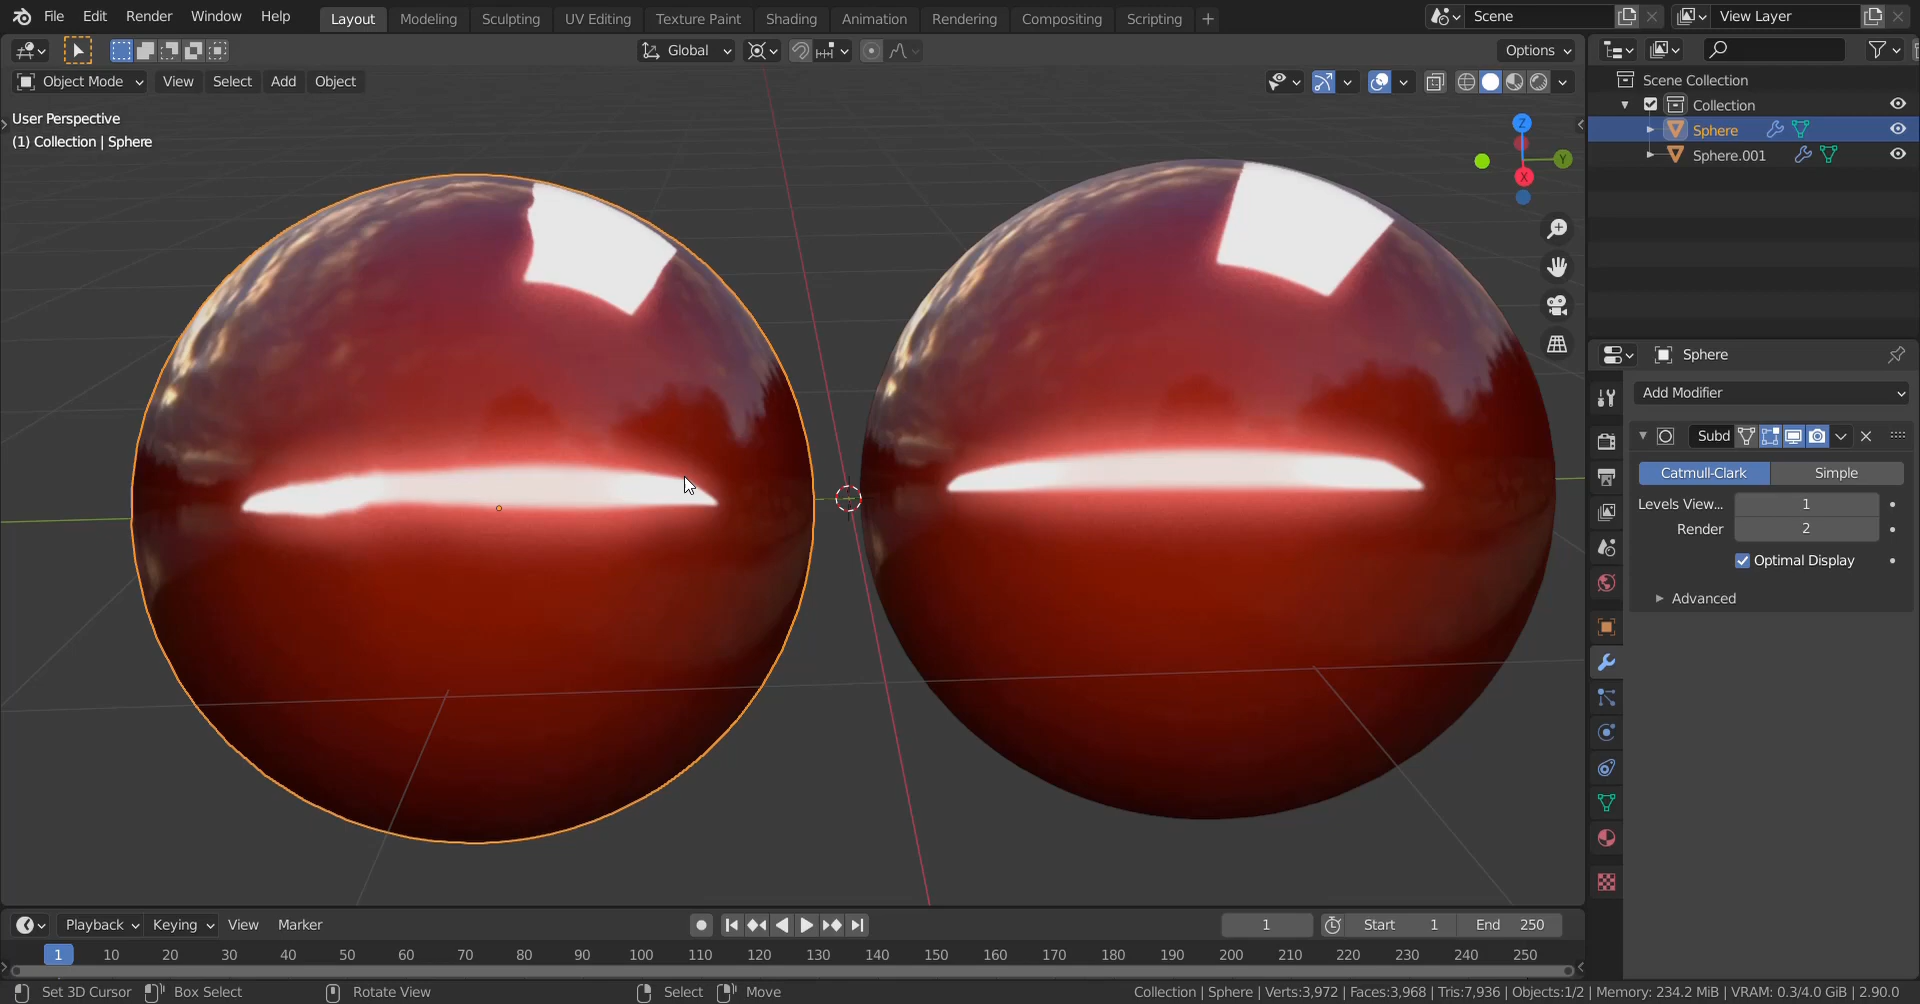 File Edit Render Window Help
Layout Modeling Sculpting UV Editing Texture Paint Shading Animation Rendering Compositing Scripting +
Scene
View Layer
Global
Options
Object Mode View Select Add Object
User Perspective
(1) Collection | Sphere
Z
Y
X
Scene Collection
Collection
Sphere
Sphere.001
Sphere
Add Modifier
Subd
Catmull-Clark Simple
Levels View... 1
Render 2
Optimal Display
Advanced
Playback Keying View Marker
1 Start 1 End 250
1 10 20 30 40 50 60 70 80 90 100 110 120 130 140 150 160 170 180 190 200 210 220 230 240 250
Set 3D Cursor Box Select Rotate View Select Move
Collection | Sphere | Verts:3,972 | Faces:3,968 | Tris:7,936 | Objects:1/2 | Memory: 234.2 MiB | VRAM: 0.3/4.0 GiB | 2.90.0